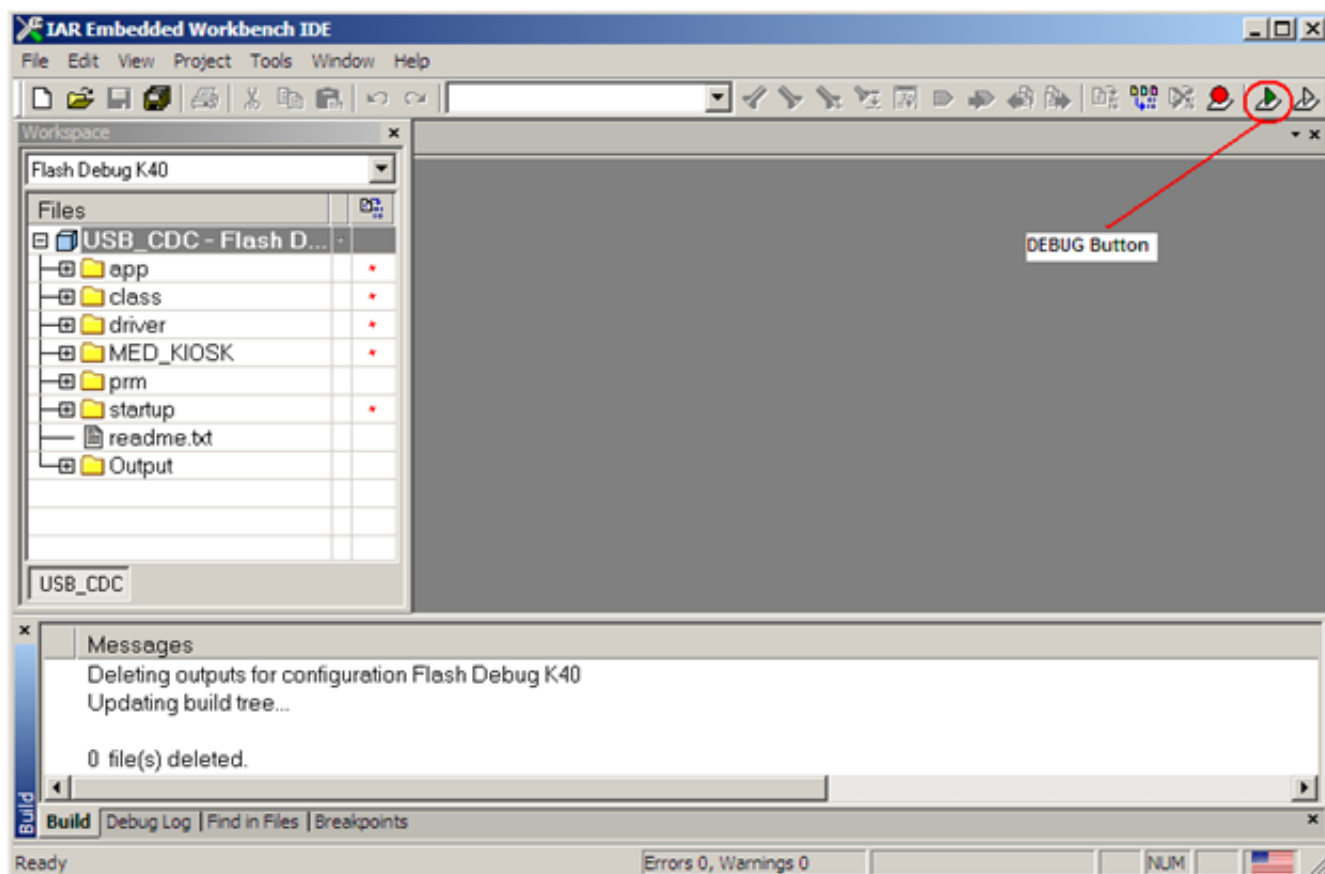 IAR Embedded Workbench IDE
File Edit View Project Tools Window Help
Workspace
Flash Debug K40
Files
USB_CDC - Flash D...
app
class
driver
MED_KIOSK
prm
startup
readme.txt
Output
USB_CDC
DEBUG Button
Messages
Deleting outputs for configuration Flash Debug K40
Updating build tree...
0 file(s) deleted.
Build
Build Debug Log Find in Files Breakpoints
Ready Errors 0, Warnings 0 NUM